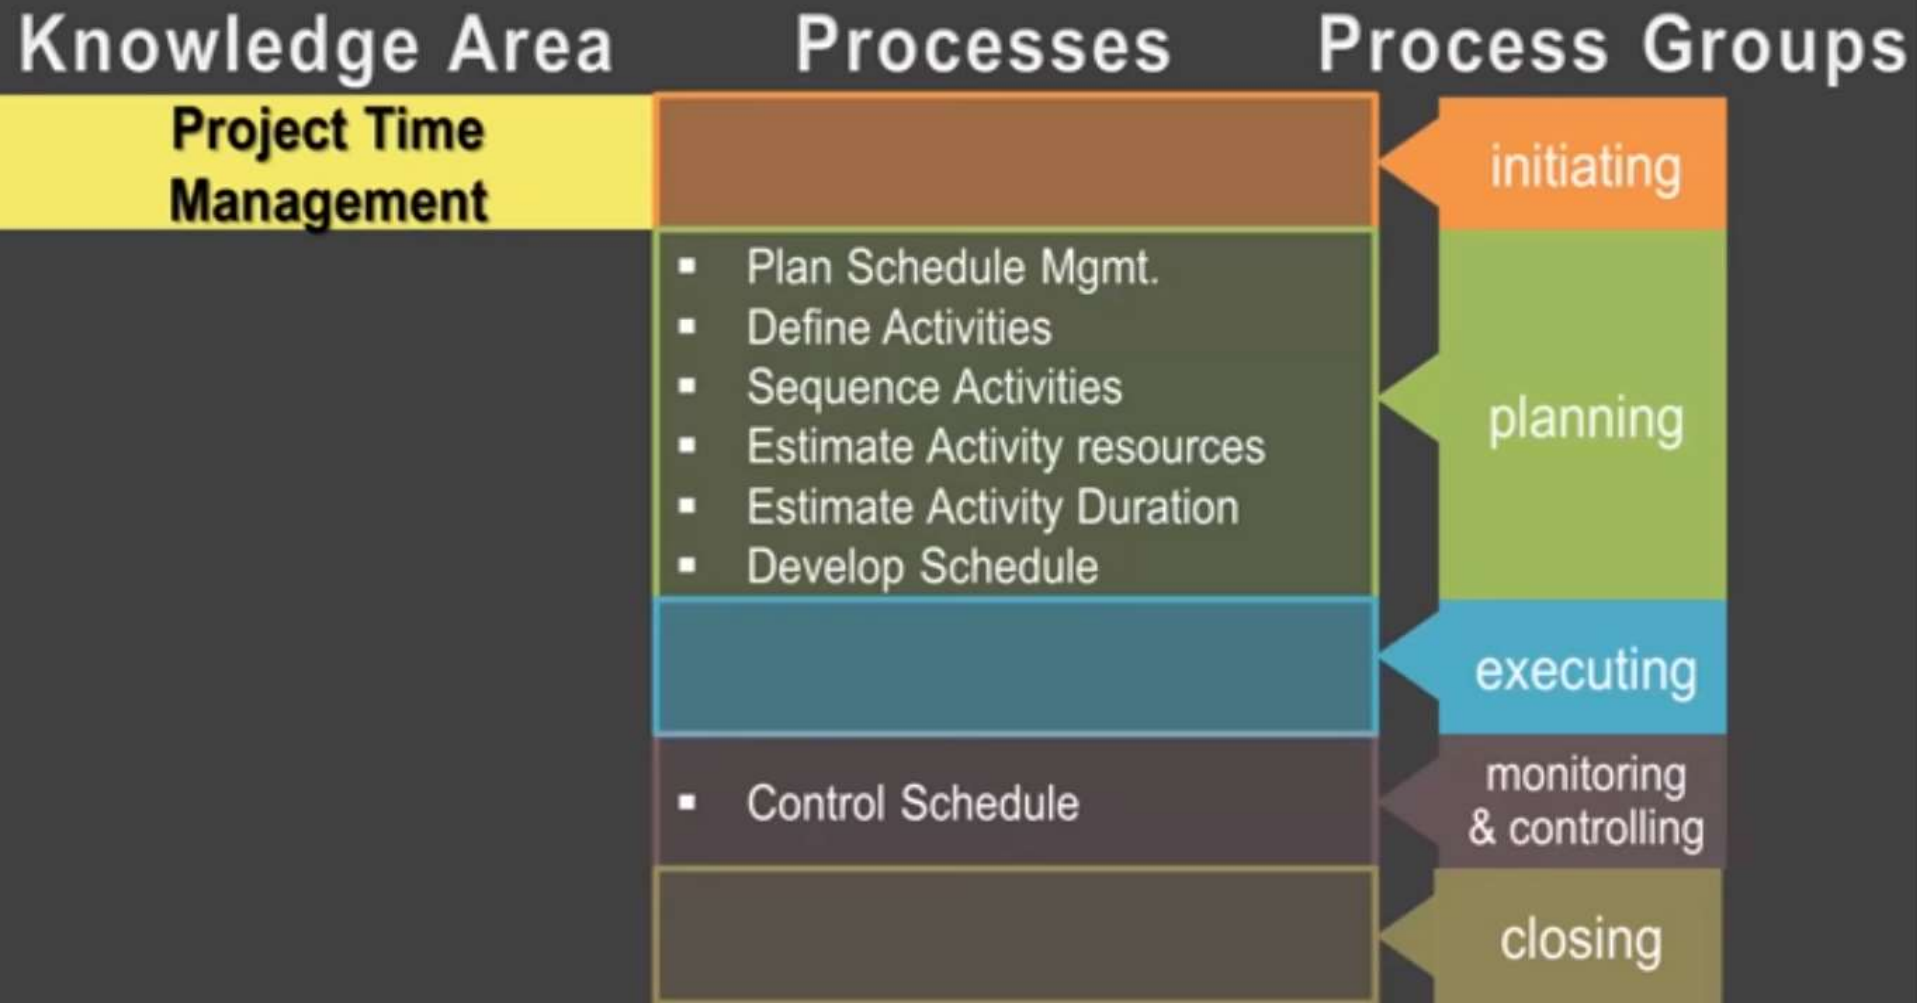 Knowledge Area Processes Process Groups
Project Time
Management
initiating
▪ Plan Schedule Mgmt.
▪ Define Activities
▪ Sequence Activities
▪ Estimate Activity resources
▪ Estimate Activity Duration
▪ Develop Schedule
planning
executing
▪ Control Schedule
monitoring
& controlling
closing